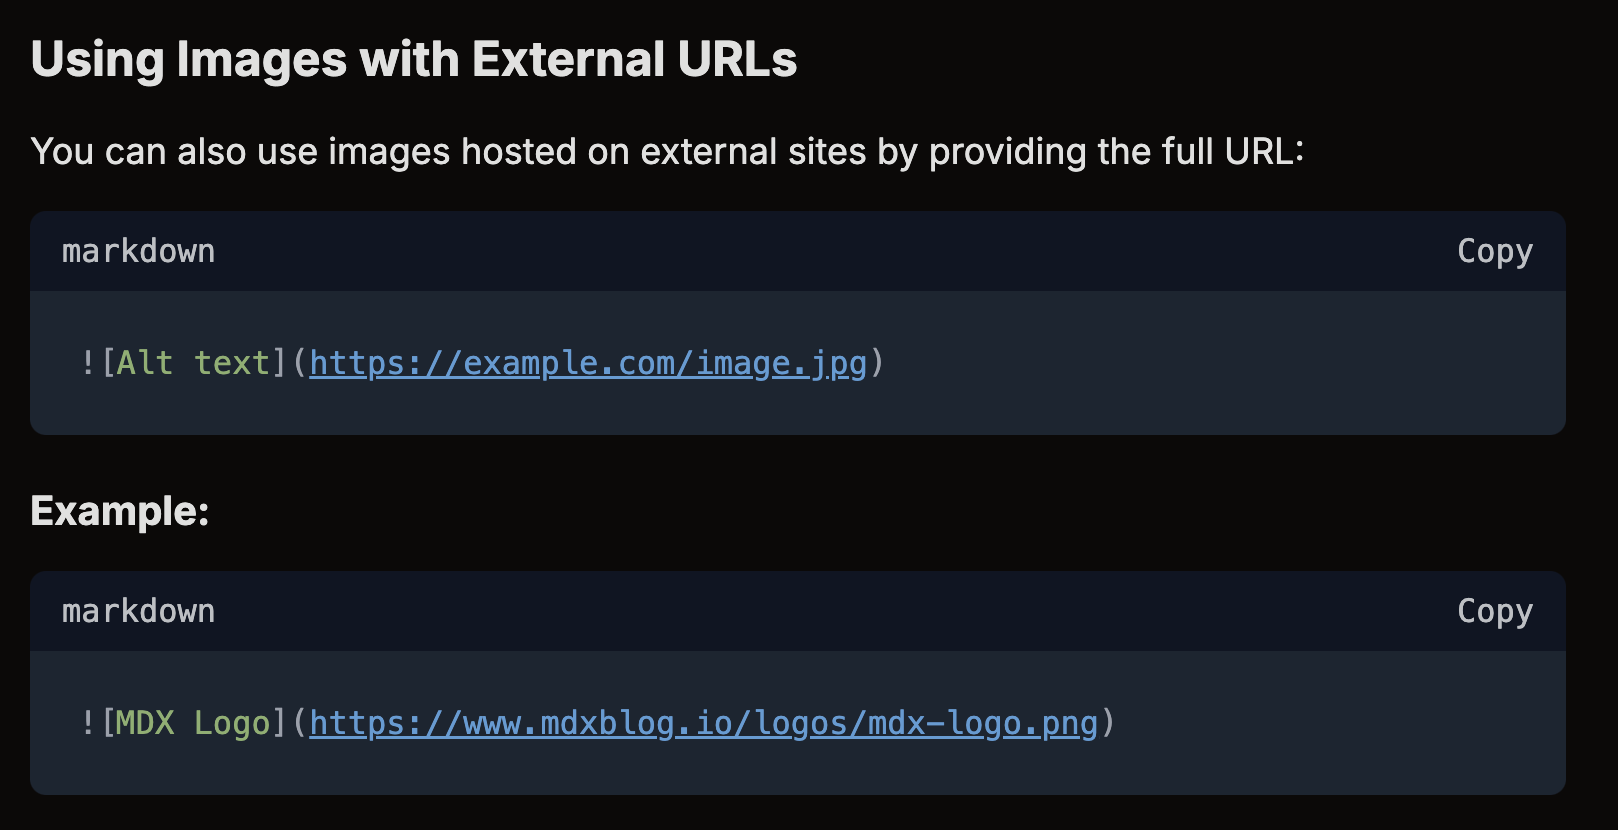 Using Images with External URLs
You can also use images hosted on external sites by providing the full URL:
markdown
Copy
![Alt text](https://example.com/image.jpg)
Example:
markdown
Copy
![MDX Logo](https://www.mdxblog.io/logos/mdx-logo.png)